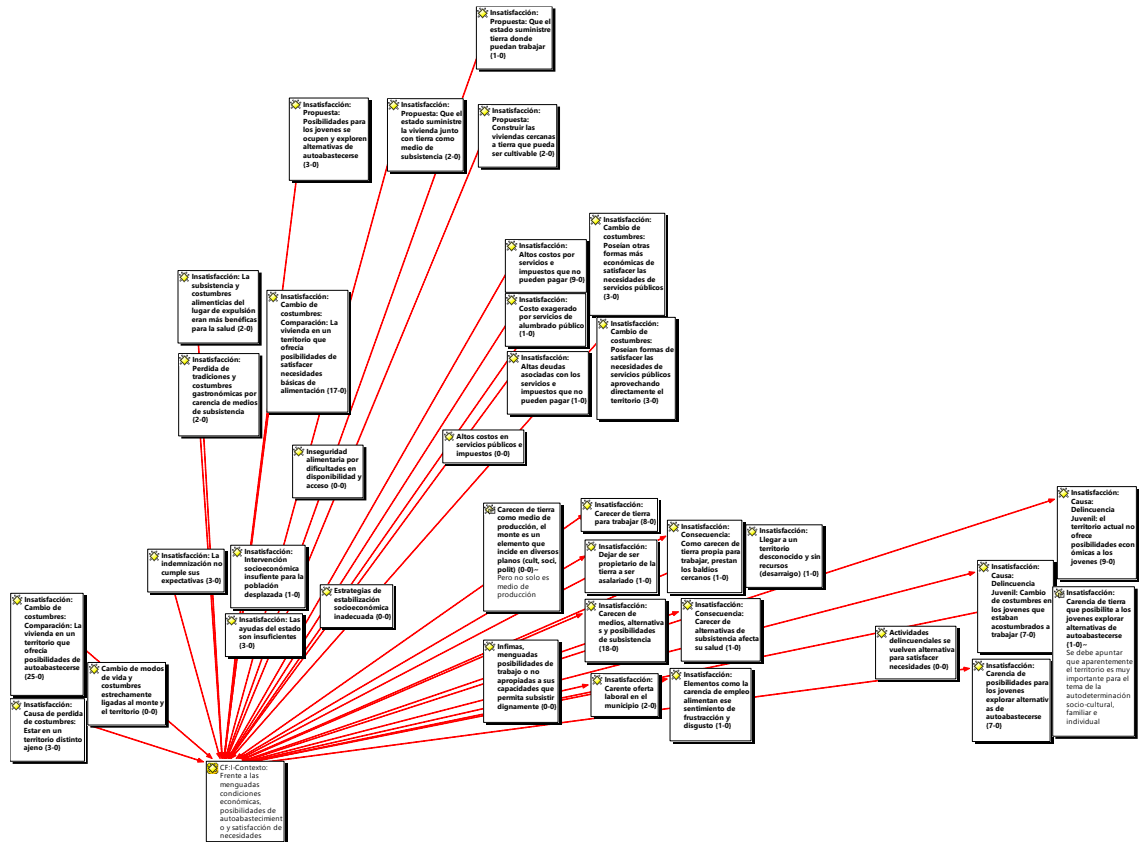 Insatisfacción:
Propuesta: Que el
estado suministre
tierra donde
puedan trabajar
(1-0)
Insatisfacción:
Propuesta:
Posibilidades para
los jovenes se
ocupen y exploren
alternativas de
autoabastecerse
(3-0)
Insatisfacción:
Propuesta: Que el
estado suministre
la vivienda junto
con tierra como
medio de
subsistencia (2-0)
Insatisfacción:
Propuesta:
Construir las
viviendas cercanas
a tierra que pueda
ser cultivable (2-0)
Insatisfacción:
Cambio de
costumbres:
Poseian otras
formas más
económicas de
satisfacer las
necesidades de
servicios públicos
(3-0)
Insatisfacción:
Altos costos por
servicios e
impuestos que no
pueden pagar (9-0)
Insatisfacción: La
subsistencia y
costumbres
alimenticias del
lugar de expulsión
eran más benéficas
para la salud (2-0)
Insatisfacción:
Cambio de
costumbres:
Comparación: La
vivienda en un
territorio que
ofrecía
posibilidades de
satisfacer
necesidades
básicas de
alimentación (17-0)
Insatisfacción:
Costo exagerado
por servicios de
alumbrado público
(1-0)
Insatisfacción:
Cambio de
costumbres:
Poseian formas de
satisfacer las
necesidades de
servicios públicos
aprovechando
directamente el
territorio (3-0)
Insatisfacción:
Altas deudas
asociadas con los
servicios e
impuestos que no
pueden pagar (1-0)
Insatisfacción:
Perdida de
tradiciones y
costumbres
gastronómicas por
carencia de medios
de subsistencia
(2-0)
Altos costos en
servicios públicos e
impuestos (0-0)
Inseguridad
alimentaria por
dificultades en
disponibilidad y
acceso (0-0)
Carecen de tierra
como medio de
producción, el
monte es un
elemento que
incide en diversos
planos (cult, soci,
polit) (0-0)~
Pero no solo es
medio de
producción
Insatisfacción:
Carecer de tierra
para trabajar (8-0)
Insatisfacción:
Consecuencia:
Como carecen de
tierra propia para
trabajar, prestan
los baldios
cercanos (1-0)
Insatisfacción:
Llegar a un
territorio
desconocido y sin
recursos
(desarraigo) (1-0)
Insatisfacción:
Causa:
Delincuencia
Juvenil: el
territorio actual no
ofrece
posibilidades econ
ómicas a los
jóvenes (9-0)
Insatisfacción:
Dejar de ser
propietario de la
tierra a ser
asalariado (1-0)
Insatisfacción: La
indemnización no
cumple sus
expectativas (3-0)
Insatisfacción:
Intervención
socioeconómica
insufiente para la
población
desplazada (1-0)
Estrategias de
estabilización
socioeconómica
inadecuada (0-0)
Insatisfacción: Las
ayudas del estado
son insuficientes
(3-0)
Insatisfacción:
Causa:
Delincuencia
Juvenil: Cambio
de costumbres en
los jóvenes que
estaban
acostumbrados a
trabajar (7-0)
Insatisfacción:
Carencia de tierra
que posibilite a los
jóvenes explorar
alternativas de
autoabastecerse
(1-0)~
Se debe apuntar
que aparentemente
el territorio es muy
importante para el
tema de la
autodeterminación
socio-cultural,
familiar e
individual
Insatisfacción:
Cambio de
costumbres:
Comparación: La
vivienda en un
territorio que
ofrecía
posibilidades de
autoabastecerse
(25-0)
Insatisfacción:
Carecen de
medios, alternativa
s y posibilidades
de subsistencia
(18-0)
Insatisfacción:
Consecuencia:
Carecer de
alternativas de
subsistencia afecta
su salud (1-0)
Actividades
delincuenciales se
vuelven alternativa
para satisfacer
necesidades (0-0)
Infimas,
menguadas
posibilidades de
trabajo o no
apropiadas a sus
capacidades que
permita subsistir
dignamente (0-0)
Cambio de modos
de vida y
costumbres
estrechamente
ligadas al monte y
el territorio (0-0)
Insatisfacción:
Carente oferta
laboral en el
municipio (2-0)
Insatisfacción:
Elementos como la
carencia de empleo
alimentan ese
sentimiento de
frustracción y
disgusto (1-0)
Insatisfacción:
Carencia de
posibilidades para
los jovenes
explorar alternativ
as de
autoabastecerse
(7-0)
Insatisfacción:
Causa de perdida
de costumbres:
Estar en un
territorio distinto
ajeno (3-0)
CF:I-Contexto:
Frente a las
menguadas
condiciones
económicas,
posibilidades de
autoabastecimient
o y satisfacción de
necesidades